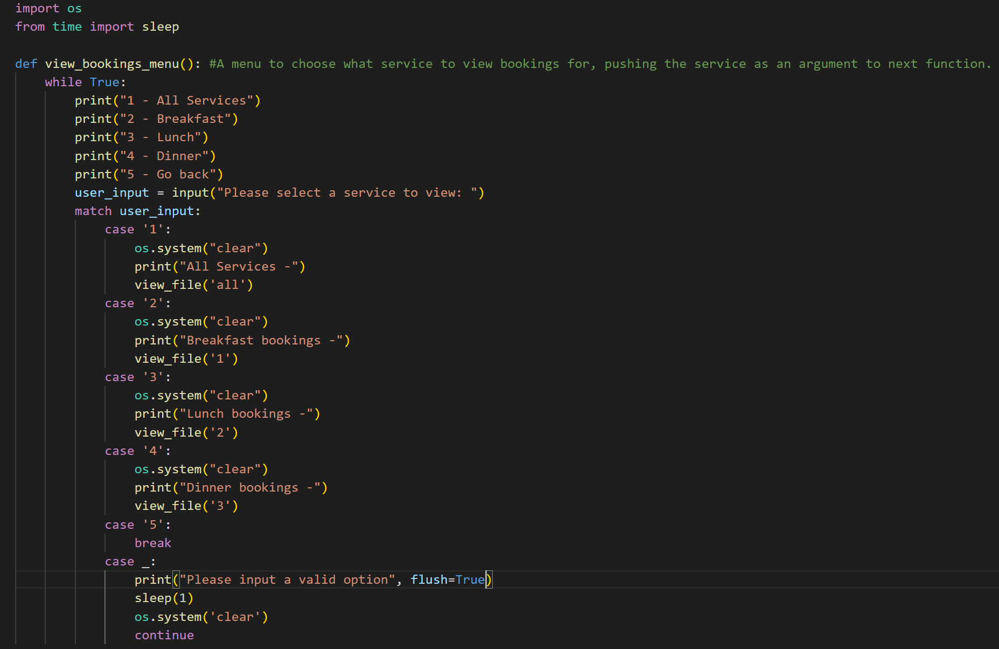 import os
from time import sleep

def view_bookings_menu(): #A menu to choose what service to view bookings for, pushing the service as an argument to next function.
    while True:
        print("1 - All Services")
        print("2 - Breakfast")
        print("3 - Lunch")
        print("4 - Dinner")
        print("5 - Go back")
        user_input = input("Please select a service to view: ")
        match user_input:
            case '1':
                os.system("clear")
                print("All Services -")
                view_file('all')
            case '2':
                os.system("clear")
                print("Breakfast bookings -")
                view_file('1')
            case '3':
                os.system("clear")
                print("Lunch bookings -")
                view_file('2')
            case '4':
                os.system("clear")
                print("Dinner bookings -")
                view_file('3')
            case '5':
                break
            case _:
                print("Please input a valid option", flush=True)
                sleep(1)
                os.system('clear')
                continue